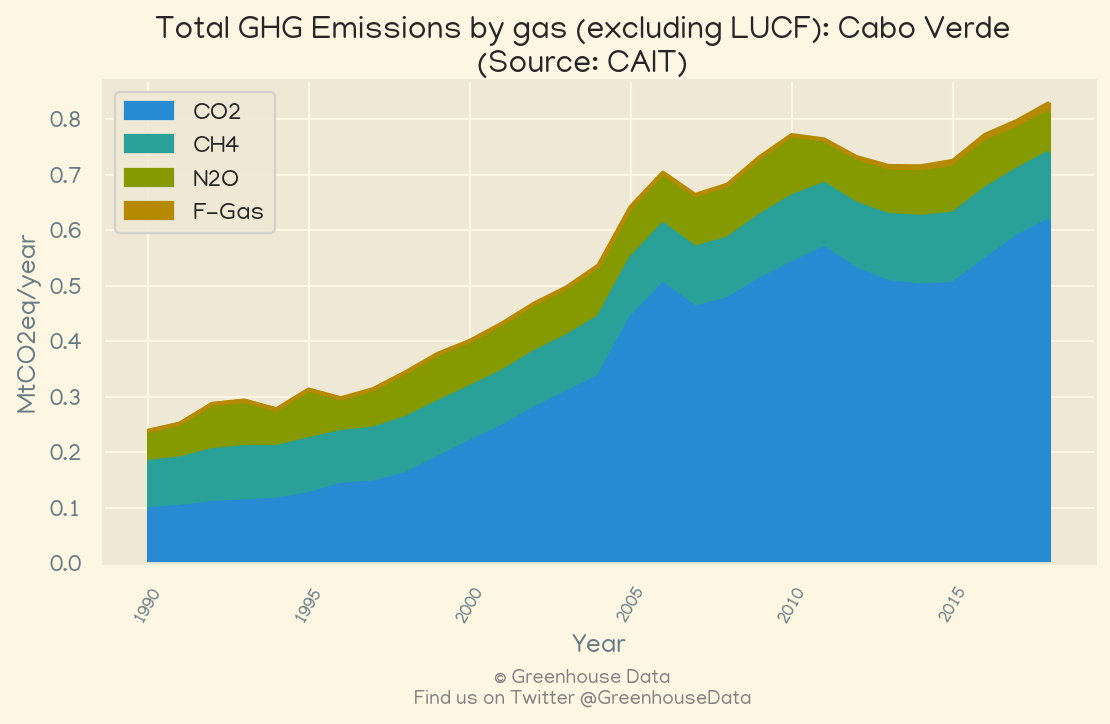 Total GHG Emissions by gas (excluding LUCF): Cabo Verde
(Source: CAIT)
CO2
CH4
N2O
F-Gas
MtCO2eq/year
0.8
0.7
0.6
0.5
0.4
0.3
0.2
0.1
0.0
1990
1995
2000
2005
2010
2015
Year
© Greenhouse Data
Find us on Twitter @GreenhouseData